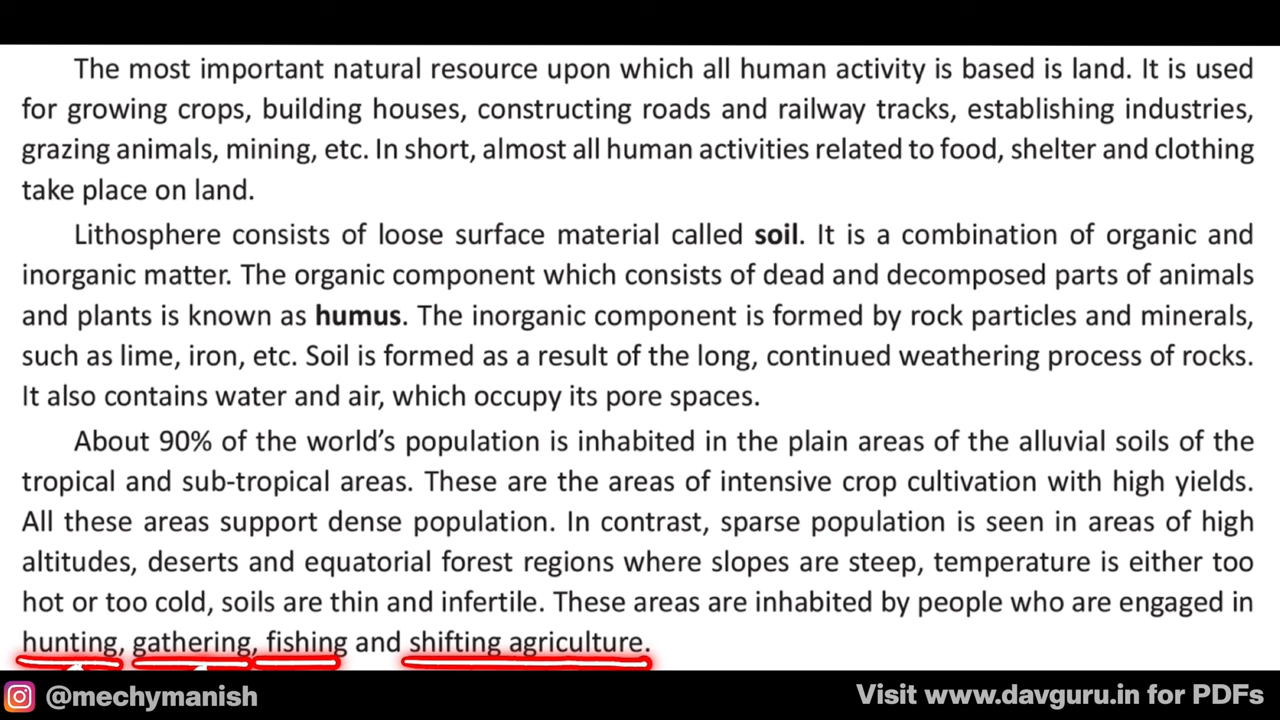 The most important natural resource upon which all human activity is based is land. It is used
for growing crops, building houses, constructing roads and railway tracks, establishing industries,
grazing animals, mining, etc. In short, almost all human activities related to food, shelter and clothing
take place on land.
Lithosphere consists of loose surface material called soil. It is a combination of organic and
inorganic matter. The organic component which consists of dead and decomposed parts of animals
and plants is known as humus. The inorganic component is formed by rock particles and minerals,
such as lime, iron, etc. Soil is formed as a result of the long, continued weathering process of rocks.
It also contains water and air, which occupy its pore spaces.
About 90% of the world's population is inhabited in the plain areas of the alluvial soils of the
tropical and sub-tropical areas. These are the areas of intensive crop cultivation with high yields.
All these areas support dense population. In contrast, sparse population is seen in areas of high
altitudes, deserts and equatorial forest regions where slopes are steep, temperature is either too
hot or too cold, soils are thin and infertile. These areas are inhabited by people who are engaged in
hunting, gathering, fishing and shifting agriculture.
@mechymanish
Visit www.davguru.in for PDFs